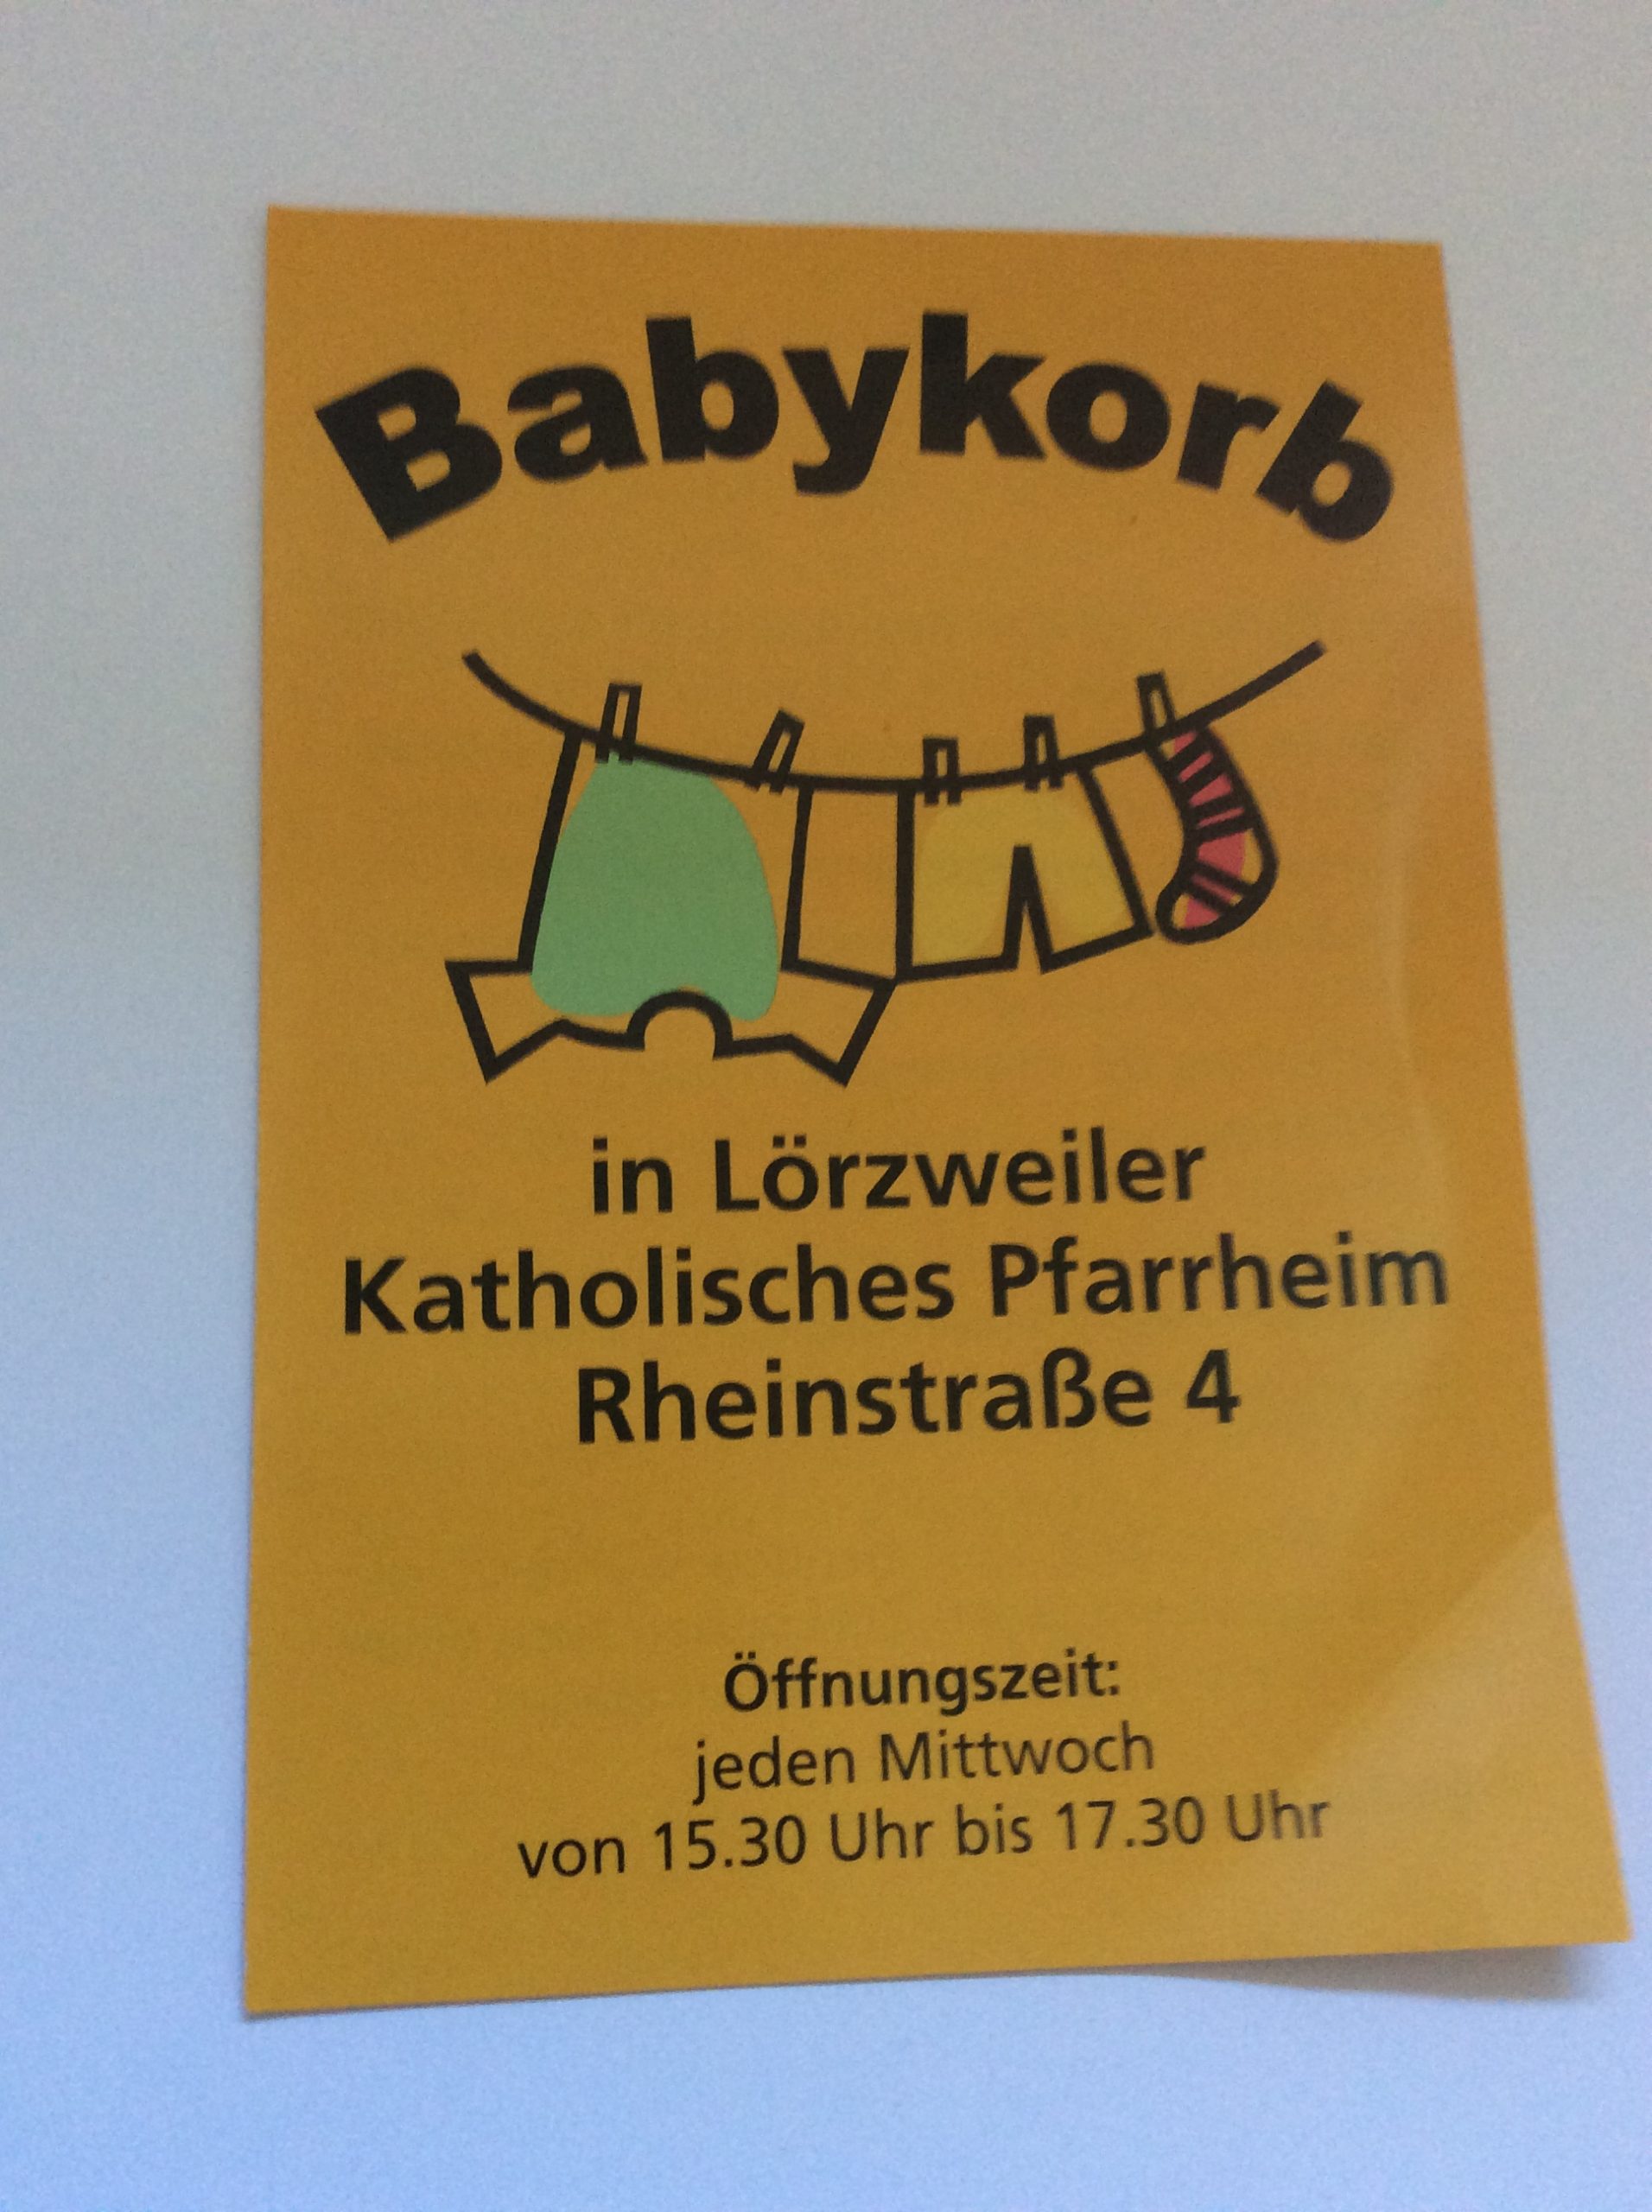 Babykorb
in Lörzweiler
Katholisches Pfarrheim
Rheinstraße 4
Öffnungszeit:
jeden Mittwoch
von 15.30 Uhr bis 17.30 Uhr